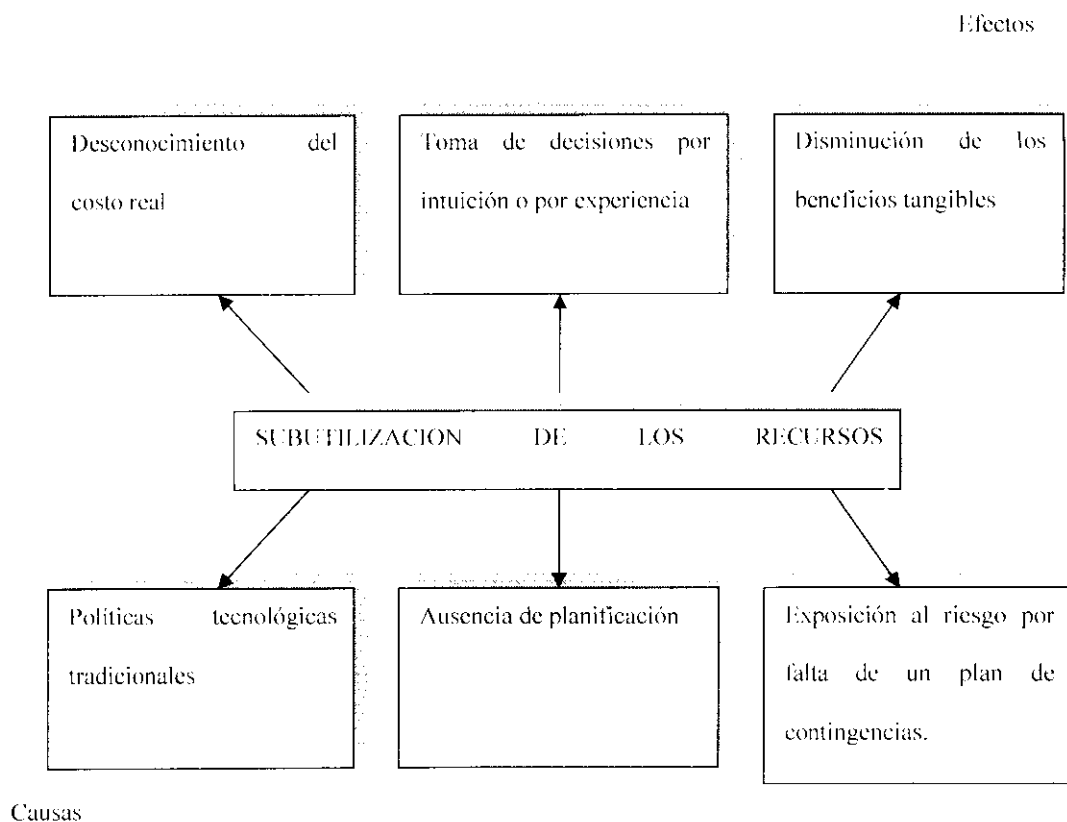 Efectos
Desconocimiento del
costo real
Toma de decisiones por
intuición o por experiencia
Disminución de los
beneficios tangibles
SUBUTILIZACION DE LOS RECURSOS
Políticas tecnológicas
tradicionales
Ausencia de planificación
Exposición al riesgo por
falta de un plan de
contingencias.
Causas